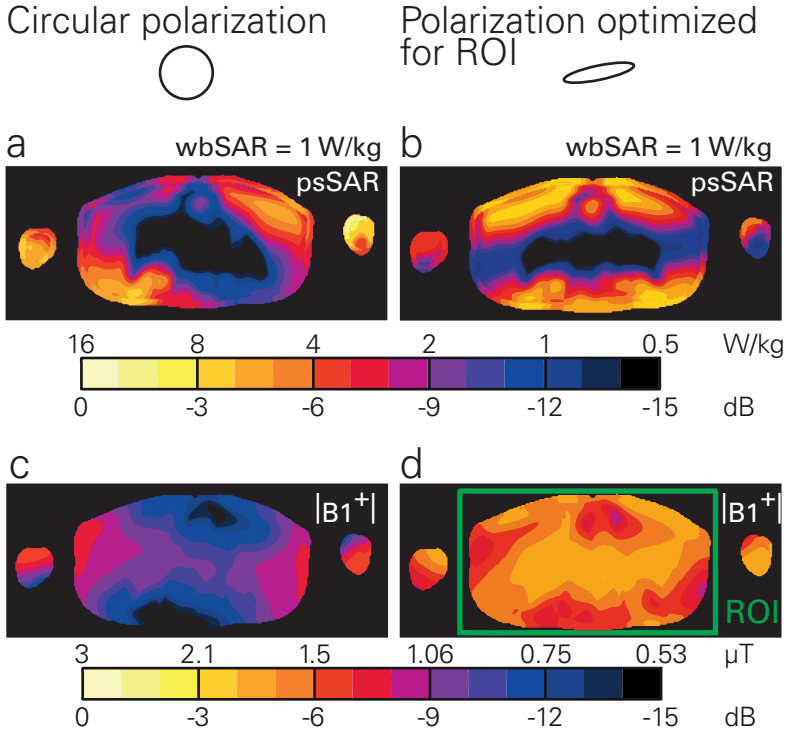 Circular polarization
Polarization optimized
for ROI
a
wbSAR = 1 W/kg
psSAR
b
wbSAR = 1 W/kg
psSAR
16 8 4 2 1 0.5 W/kg
0 -3 -6 -9 -12 -15 dB
c
|B1⁺|
d
|B1⁺|
ROI
3 2.1 1.5 1.06 0.75 0.53 µT
0 -3 -6 -9 -12 -15 dB